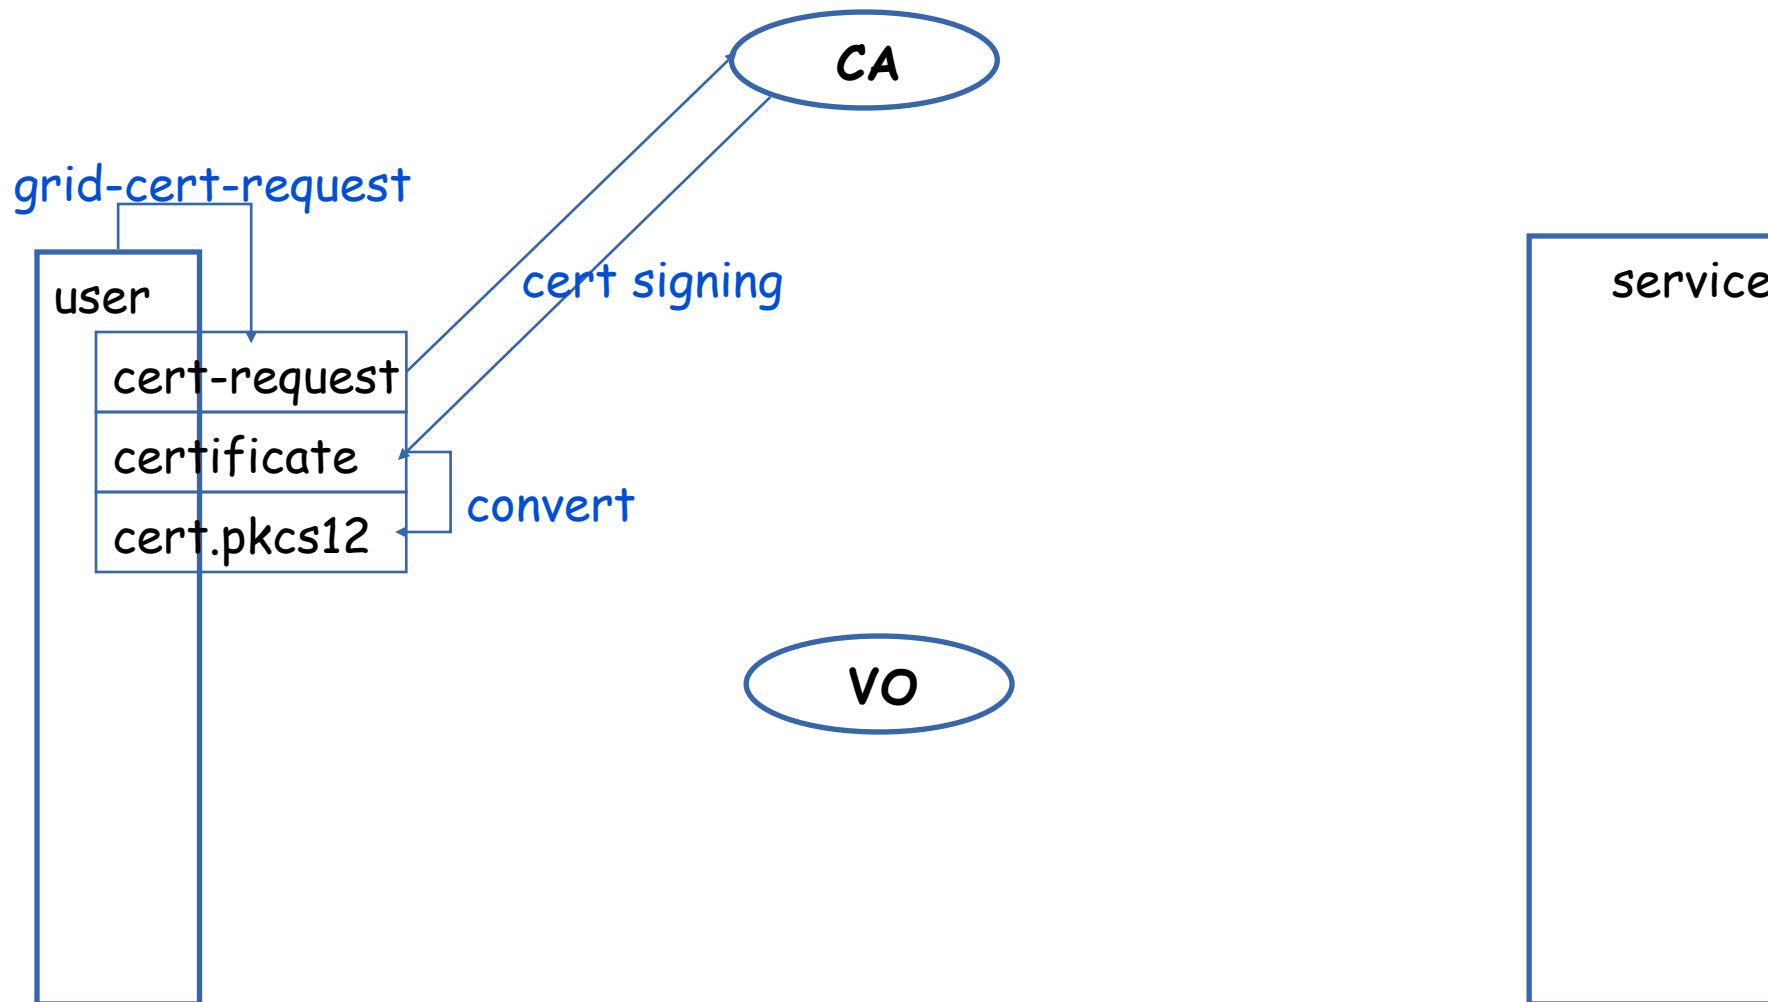 CA
grid-cert-request
cert signing
user
service
cert-request
certificate
convert
cert.pkcs12
VO